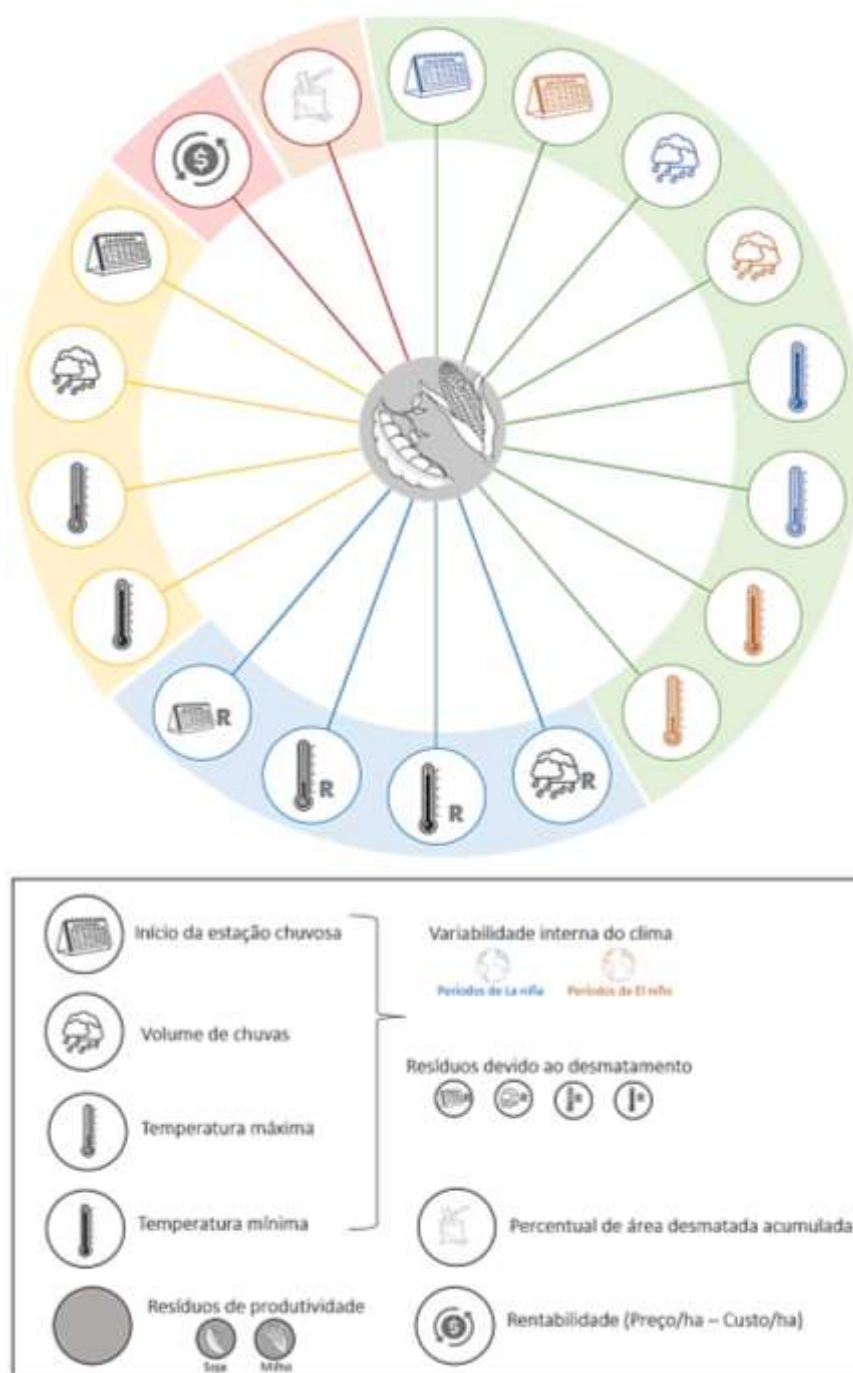 R
R
R
R
Início da estação chuvosa
Variabilidade interna do clima
Períodos de La niña Períodos de El niño
Volume de chuvas
Resíduos devido ao desmatamento
R R R R
Temperatura máxima
Temperatura mínima
Percentual de área desmatada acumulada
Resíduos de produtividade
Soja Milho
Rentabilidade (Preço/ha – Custo/ha)